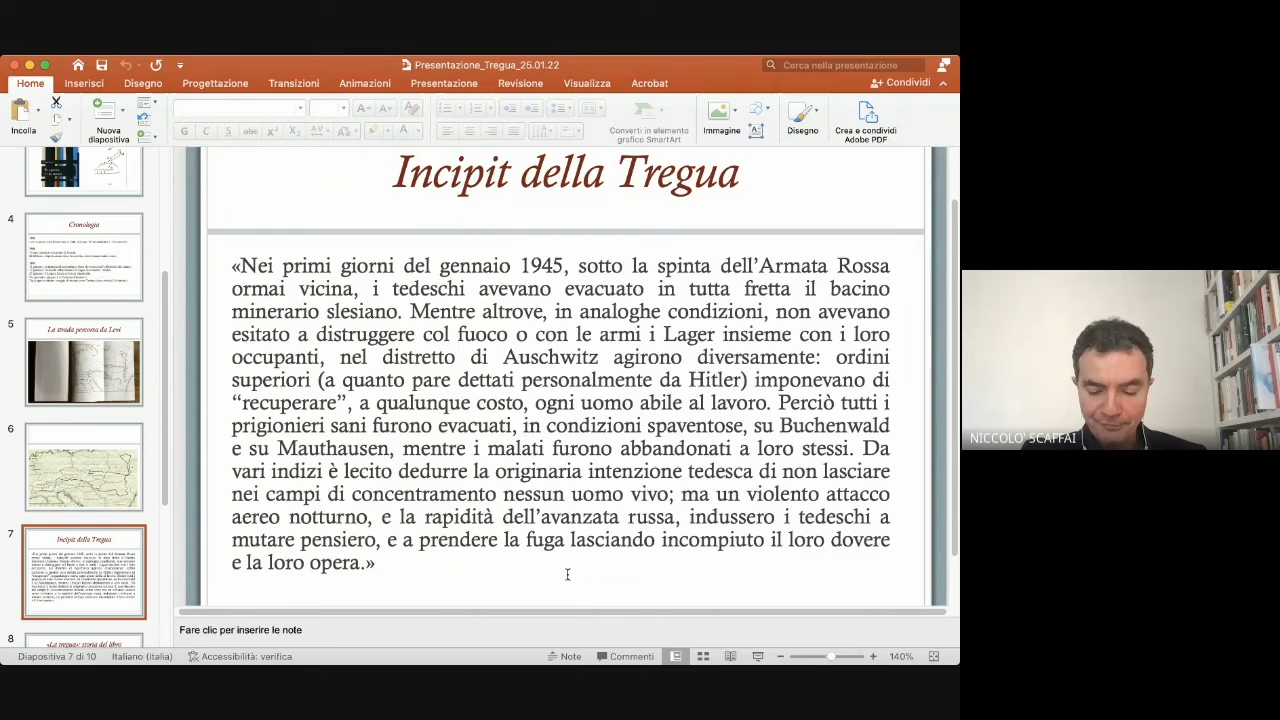 Presentazione_Tregua_25.01.22
Cerca nella presentazione
Home Inserisci Disegno Progettazione Transizioni Animazioni Presentazione Revisione Visualizza Acrobat
Condividi
Incolla
Nuova
diapositiva
G C S abc X² X₂
Converti in elemento
grafico SmartArt
Immagine
Disegno
Crea e condividi
Adobe PDF
4
Cronologia
5
La strada percorsa da Levi
6
7
Incipit della Tregua
8
«La tregua»: storia del libro
Incipit della Tregua
«Nei primi giorni del gennaio 1945, sotto la spinta dell’Armata Rossa
ormai vicina, i tedeschi avevano evacuato in tutta fretta il bacino
minerario slesiano. Mentre altrove, in analoghe condizioni, non avevano
esitato a distruggere col fuoco o con le armi i Lager insieme con i loro
occupanti, nel distretto di Auschwitz agirono diversamente: ordini
superiori (a quanto pare dettati personalmente da Hitler) imponevano di
“recuperare”, a qualunque costo, ogni uomo abile al lavoro. Perciò tutti i
prigionieri sani furono evacuati, in condizioni spaventose, su Buchenwald
e su Mauthausen, mentre i malati furono abbandonati a loro stessi. Da
vari indizi è lecito dedurre la originaria intenzione tedesca di non lasciare
nei campi di concentramento nessun uomo vivo; ma un violento attacco
aereo notturno, e la rapidità dell’avanzata russa, indussero i tedeschi a
mutare pensiero, e a prendere la fuga lasciando incompiuto il loro dovere
e la loro opera.»
Fare clic per inserire le note
Diapositiva 7 di 10 Italiano (Italia) Accessibilità: verifica Note Commenti 140%
NICCOLO' SCAFFAI